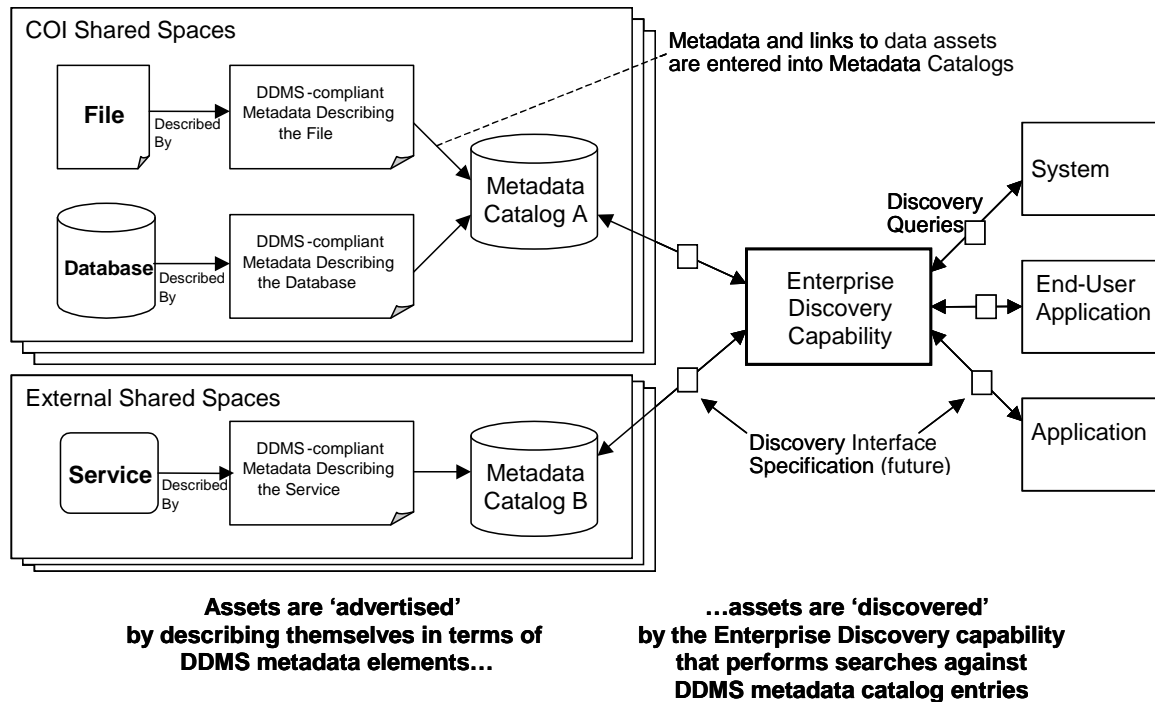 COI Shared Spaces
File
Described
By
DDMS-compliant
Metadata Describing
the File
Database
Described
By
DDMS-compliant
Metadata Describing
the Database
Metadata
Catalog A
Metadata and links to data assets
are entered into Metadata Catalogs
External Shared Spaces
Service
Described
By
DDMS-compliant
Metadata Describing
the Service
Metadata
Catalog B
Enterprise
Discovery
Capability
Discovery
Queries
System
End-User
Application
Application
Discovery Interface
Specification (future)
Assets are ‘advertised’
by describing themselves in terms of
DDMS metadata elements…
…assets are ‘discovered’
by the Enterprise Discovery capability
that performs searches against
DDMS metadata catalog entries